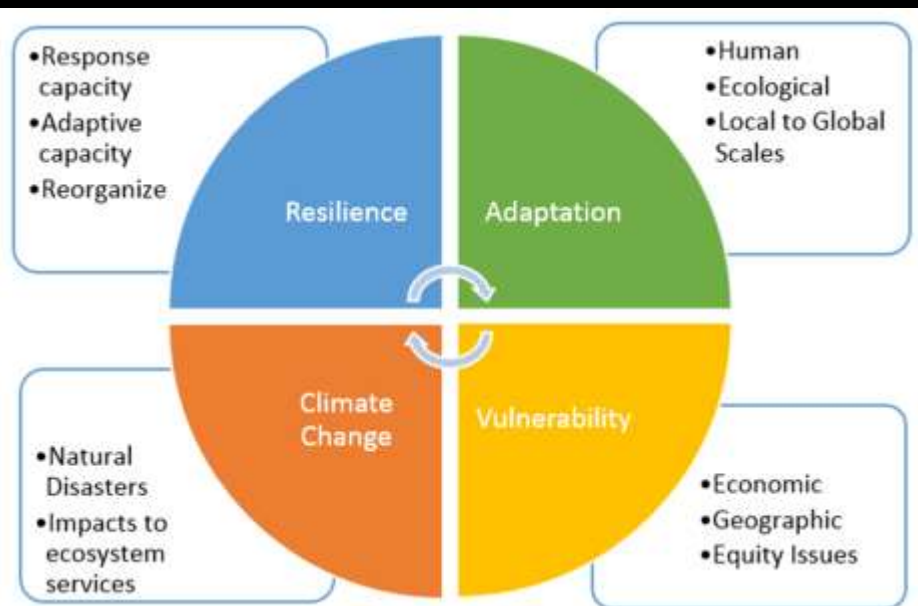 •Response
capacity
•Adaptive
capacity
•Reorganize
•Human
•Ecological
•Local to Global
Scales
Resilience
Adaptation
Climate
Change
Vulnerability
•Natural
Disasters
•Impacts to
ecosystem
services
•Economic
•Geographic
•Equity Issues